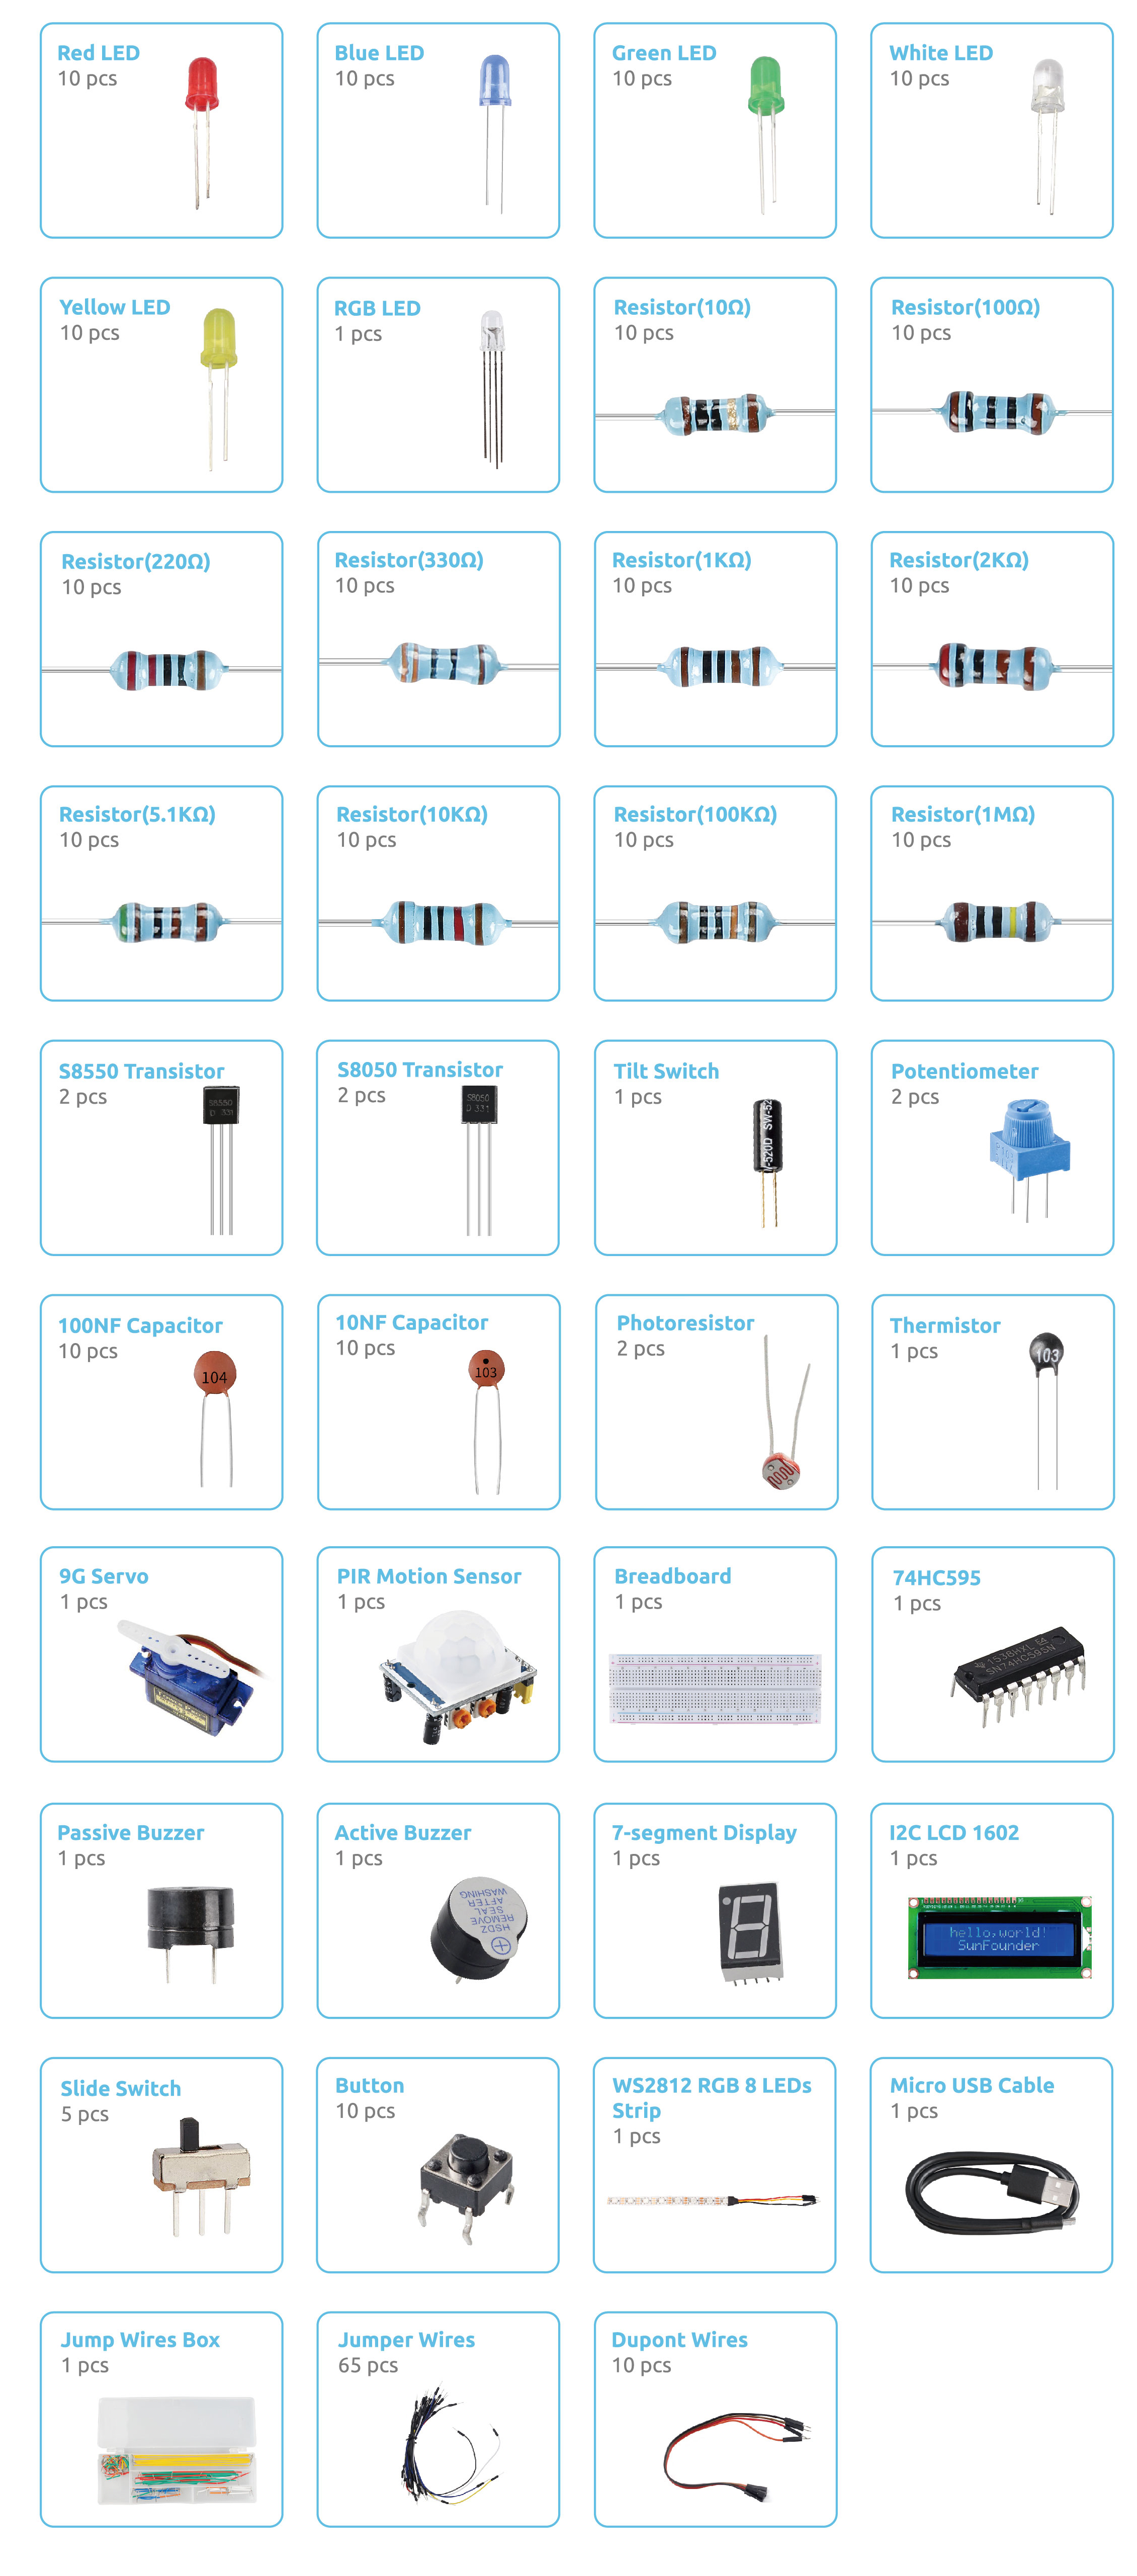 Red LED
10 pcs
Blue LED
10 pcs
Green LED
10 pcs
White LED
10 pcs
Yellow LED
10 pcs
RGB LED
1 pcs
Resistor(10Ω)
10 pcs
Resistor(100Ω)
10 pcs
Resistor(220Ω)
10 pcs
Resistor(330Ω)
10 pcs
Resistor(1KΩ)
10 pcs
Resistor(2KΩ)
10 pcs
Resistor(5.1KΩ)
10 pcs
Resistor(10KΩ)
10 pcs
Resistor(100KΩ)
10 pcs
Resistor(1MΩ)
10 pcs
S8550 Transistor
2 pcs
S8550
D 331
S8050 Transistor
2 pcs
S8050
D 331
Tilt Switch
1 pcs
-520D SW-52
Potentiometer
2 pcs
100NF Capacitor
10 pcs
104
10NF Capacitor
10 pcs
103
Photoresistor
2 pcs
Thermistor
1 pcs
103
9G Servo
1 pcs
PIR Motion Sensor
1 pcs
Breadboard
1 pcs
74HC595
1 pcs
1538HXL E4
SN74HC595N
Passive Buzzer
1 pcs
Active Buzzer
1 pcs
HSDZ
REMOVE
SEAL
AFTER
WASHING
7-segment Display
1 pcs
I2C LCD 1602
1 pcs
hello,world!
SunFounder
Slide Switch
5 pcs
Button
10 pcs
WS2812 RGB 8 LEDs
Strip
1 pcs
Micro USB Cable
1 pcs
Jump Wires Box
1 pcs
Jumper Wires
65 pcs
Dupont Wires
10 pcs